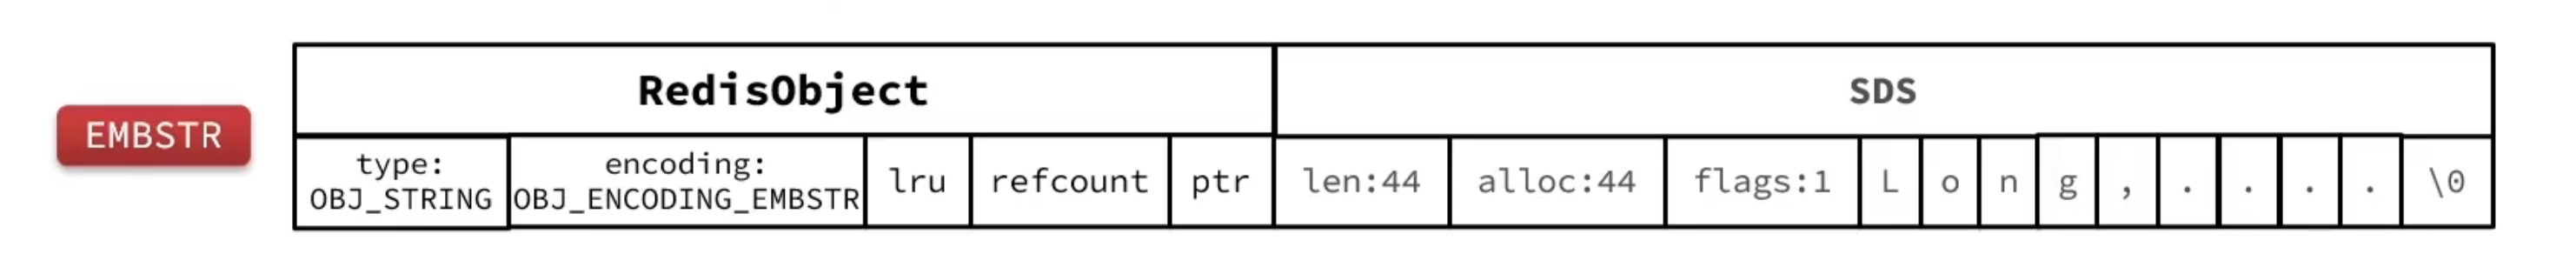 EMBSTR
RedisObject
SDS
type:
OBJ_STRING
encoding:
OBJ_ENCODING_EMBSTR
lru
refcount
ptr
len:44
alloc:44
flags:1
L
o
n
g
,
.
.
.
.
\0